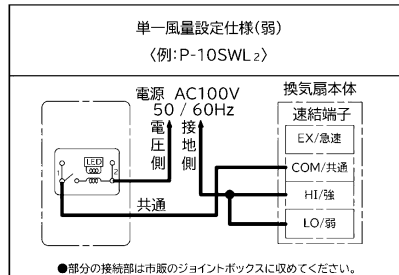 単一風量設定仕様(弱)
〈例:P-10SWL2〉
電源 AC100V
50 / 60Hz
電圧側
接地側
換気扇本体
速結端子
EX/急速
COM/共通
HI/強
LO/弱
LED
1
2
共通
●部分の接続部は市販のジョイントボックスに収めてください。